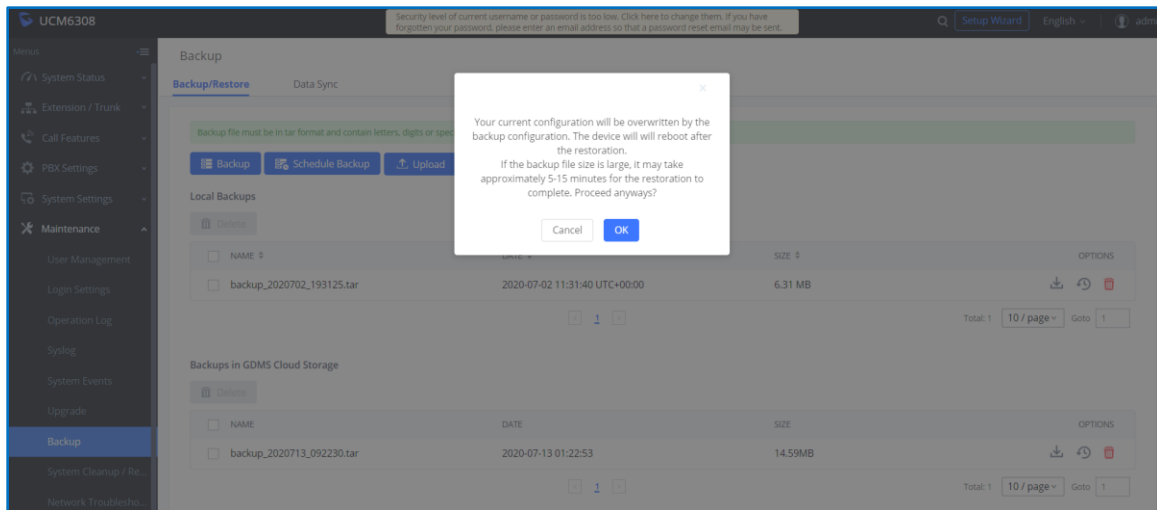 UCM6308
Security level of current username or password is too low. Click here to change them. if you have
forgotten your password, please enter an email address so that a password reset email may be sent.
Setup Wizard
English
adm
Menus
System Status
Extension / Trunk
Call Features
PBX Settings
System Settings
Maintenance
User Management
Login Settings
Operation Log
Syslog
System Events
Upgrade
Backup
System Cleanup / Re...
Network Troublesho...
Backup
Backup/Restore
Data Sync
Backup file must be in tar format and contain letters, digits or spec
Backup
Schedule Backup
Upload
Your current configuration will be overwritten by the
backup configuration. The device will will reboot after
the restoration.
If the backup file size is large, it may take
approximately 5-15 minutes for the restoration to
complete. Proceed anyways?
Cancel
OK
Local Backups
Delete
NAME
DATE
SIZE
OPTIONS
backup_2020702_193125.tar
2020-07-02 11:31:40 UTC+00:00
6.31 MB
1
Total: 1
10 / page
Goto
1
Backups in GDMS Cloud Storage
Delete
NAME
DATE
SIZE
OPTIONS
backup_2020713_092230.tar
2020-07-13 01:22:53
14.59MB
1
Total: 1
10 / page
Goto
1